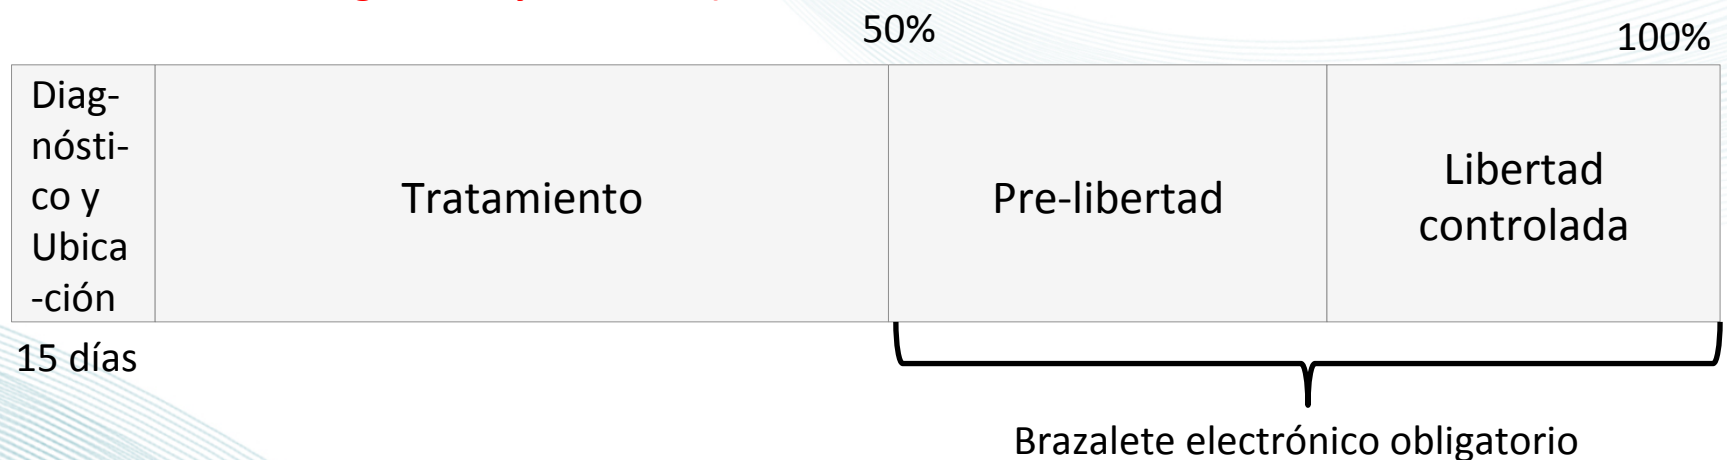 50%
100%
Diag-
nósti-
co y
Ubica
-ción
Tratamiento
Pre-libertad
Libertad
controlada
15 días
Brazalete electrónico obligatorio